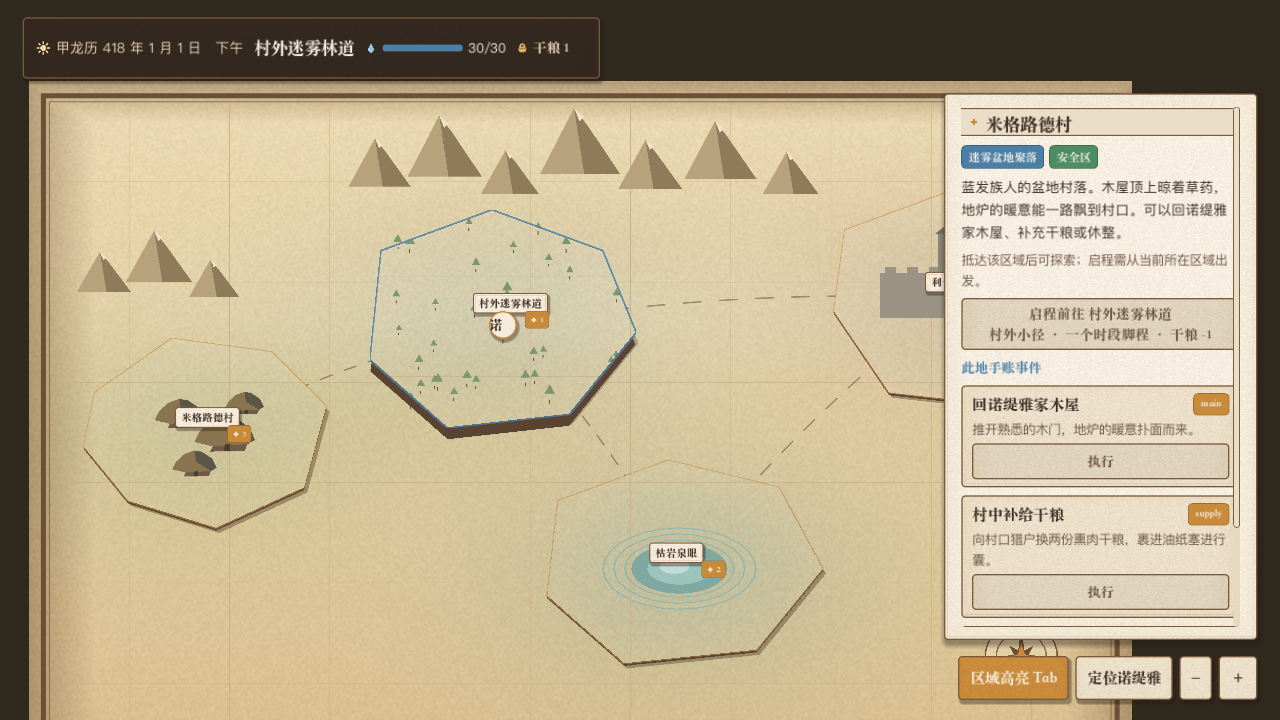 甲龙历 418 年 1 月 1 日 下午 村外迷雾林道 30/30 干粮 1
米格路德村
迷雾盆地聚落 安全区
蓝发族人的盆地村落。木屋顶上晾着草药，
地炉的暖意能一路飘到村口。可以回诺缇雅
家木屋、补充干粮或休整。
抵达该区域后可探索；启程需从当前所在区域出
发。
启程前往 村外迷雾林道
村外小径 · 一个时段脚程 · 干粮 -1
此地手账事件
回诺缇雅家木屋 main
推开熟悉的木门，地炉的暖意扑面而来。
执行
村中补给干粮 supply
向村口猎户换两份熏肉干粮，裹进油纸塞进行
囊。
执行
村外迷雾林道
诺 ✦ 1
利
米格路德村
✦ 3
枯岩泉眼
✦ 2
区域高亮 Tab 定位诺缇雅 − +